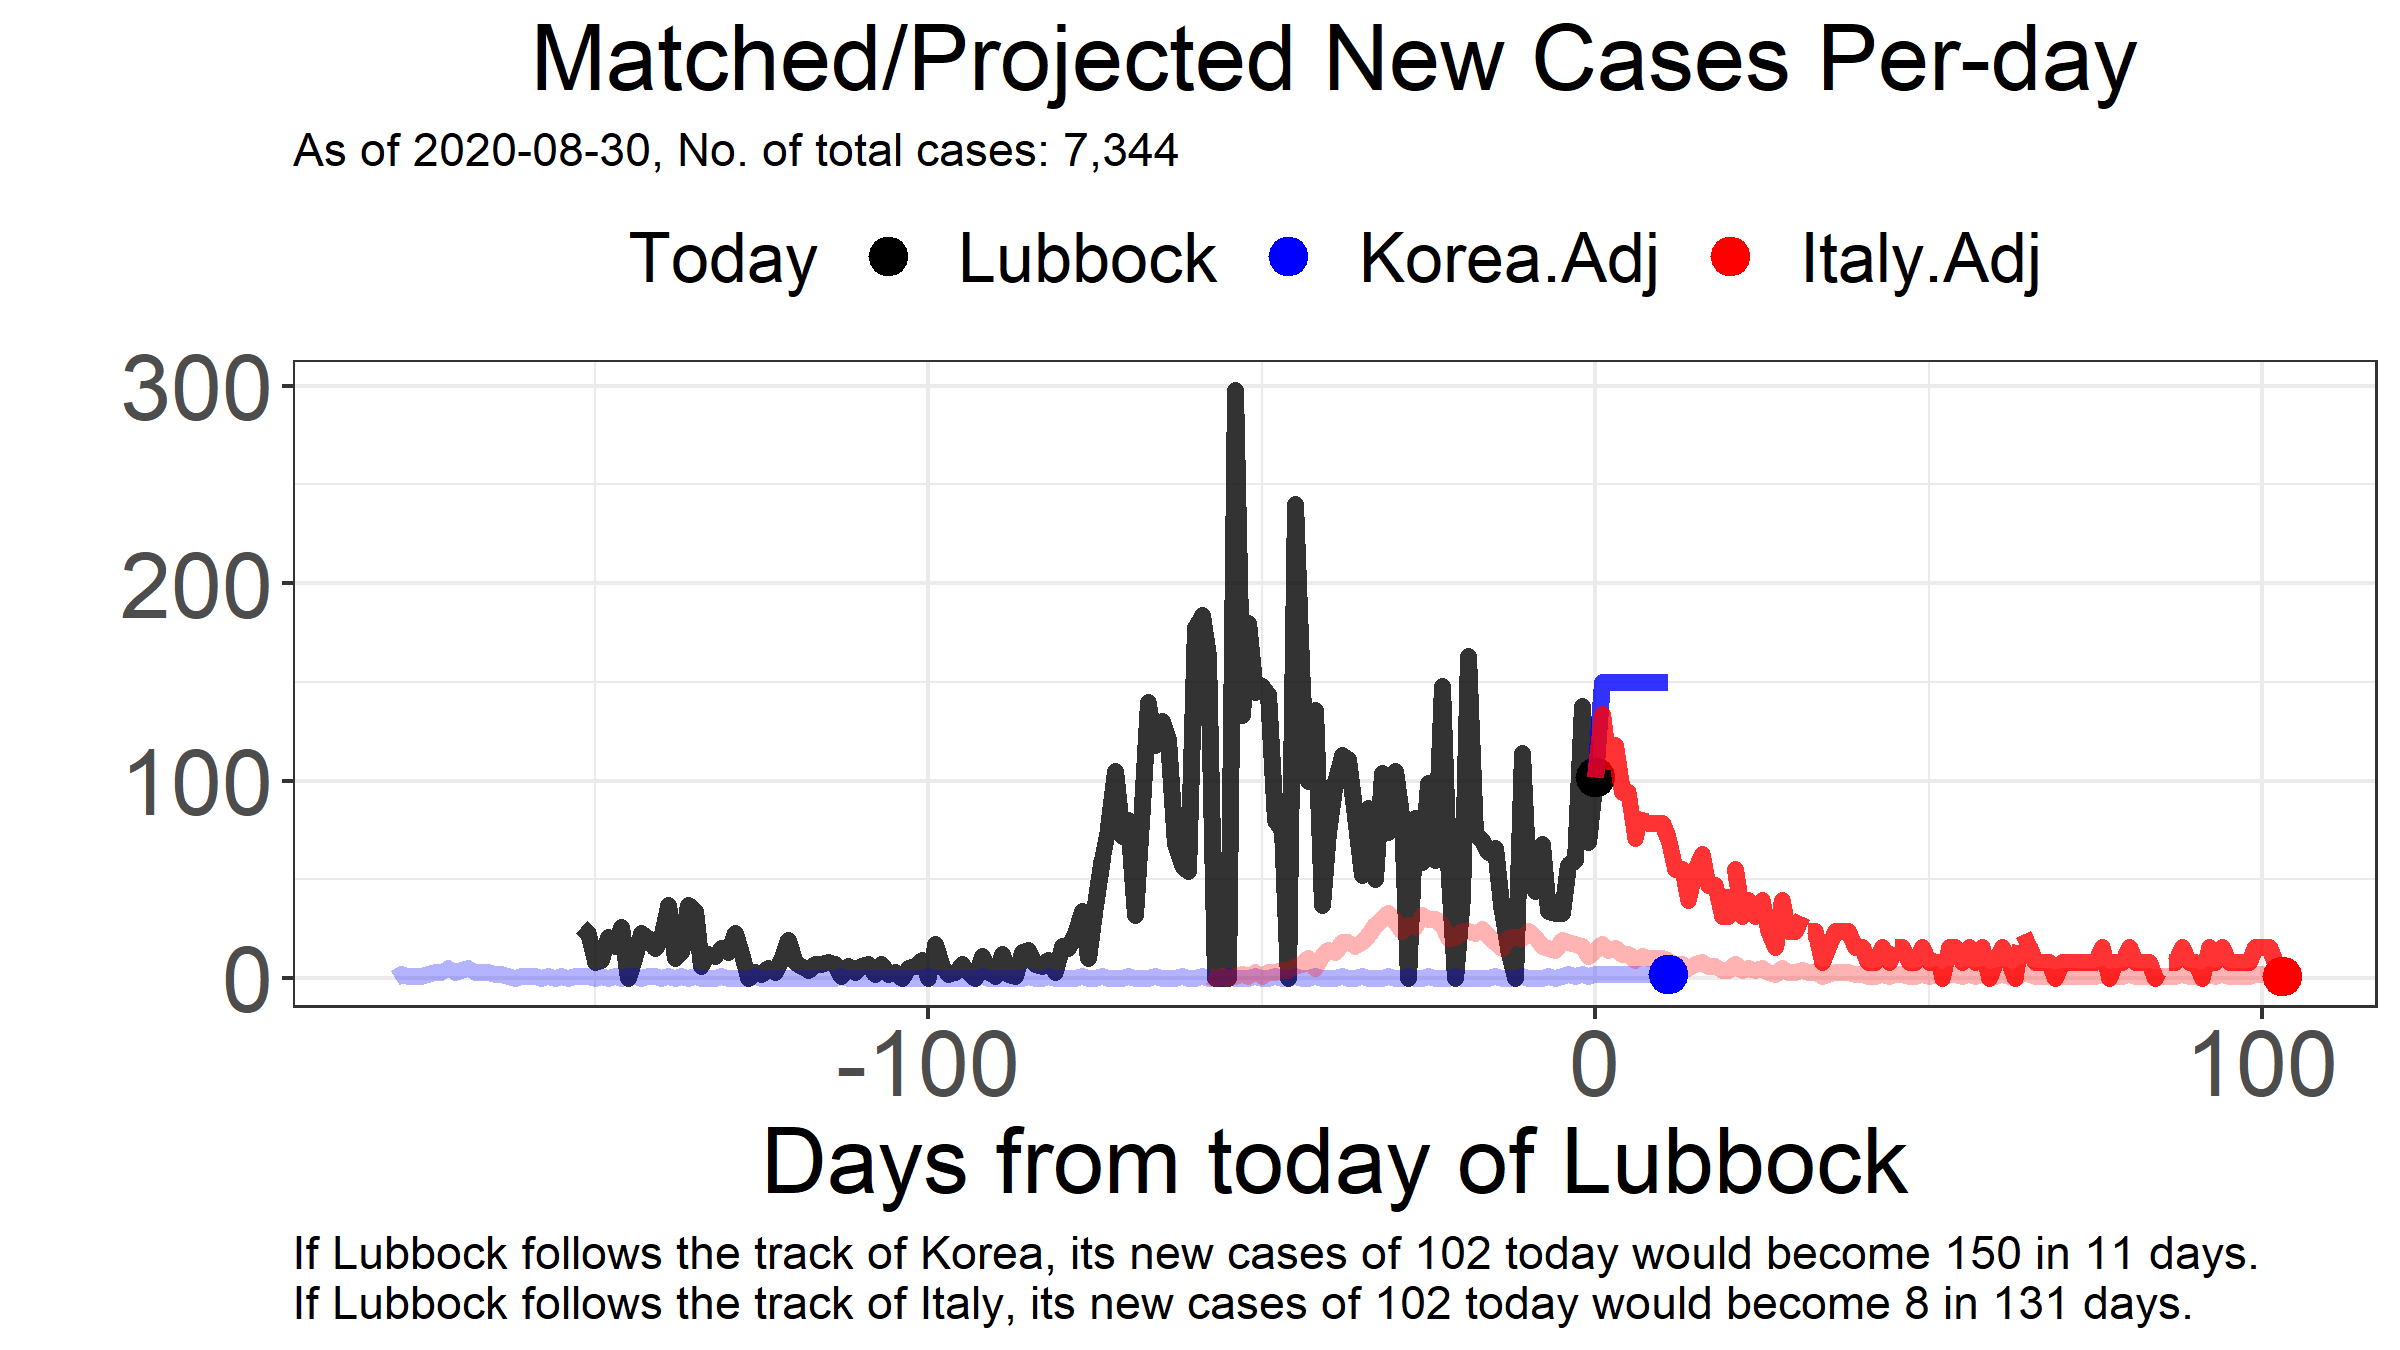 Matched/Projected New Cases Per-day
As of 2020-08-30, No. of total cases: 7,344
Today Lubbock Korea.Adj Italy.Adj
300
200
100
0
-100 0 100
Days from today of Lubbock
If Lubbock follows the track of Korea, its new cases of 102 today would become 150 in 11 days.
If Lubbock follows the track of Italy, its new cases of 102 today would become 8 in 131 days.